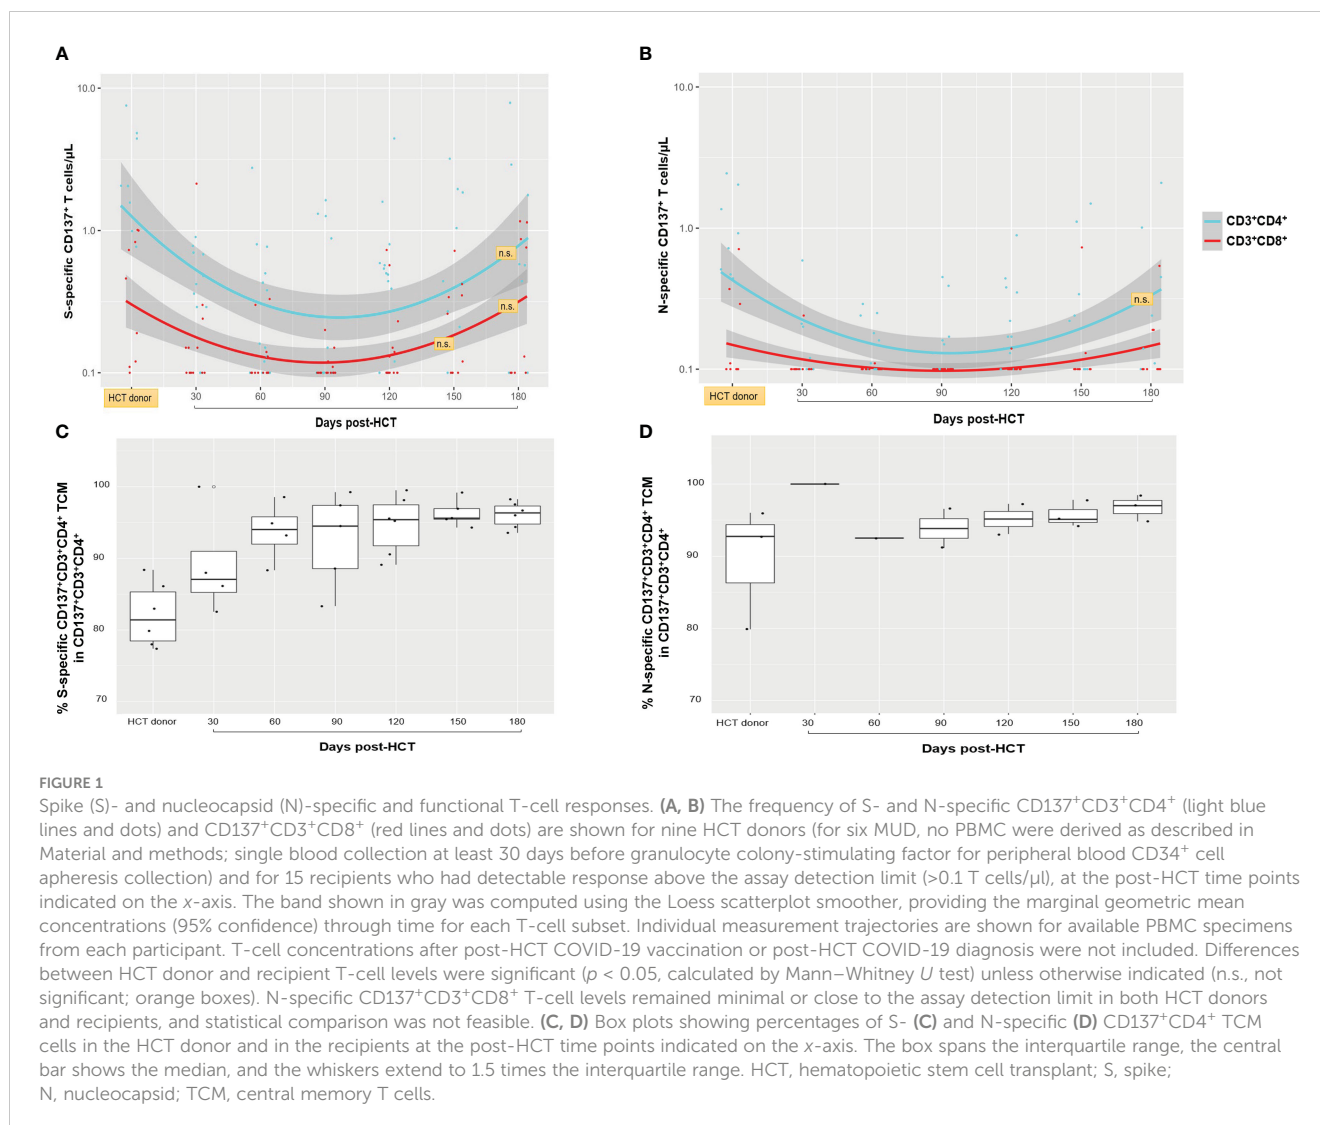 A
S-specific CD137⁺ T cells/µL
10.0
1.0
0.1
n.s.
n.s.
n.s.
HCT donor
30
60
90
120
150
180
Days post-HCT
B
N-specific CD137⁺ T cells/µL
10.0
1.0
0.1
n.s.
HCT donor
30
60
90
120
150
180
Days post-HCT
CD3⁺CD4⁺
CD3⁺CD8⁺
C
% S-specific CD137⁺CD3⁺CD4⁺ TCM
in CD137⁺CD3⁺CD4⁺
100
90
80
70
HCT donor
30
60
90
120
150
180
Days post-HCT
D
% N-specific CD137⁺CD3⁺CD4⁺ TCM
in CD137⁺CD3⁺CD4⁺
100
90
80
70
HCT donor
30
60
90
120
150
180
Days post-HCT
FIGURE 1
Spike (S)- and nucleocapsid (N)-specific and functional T-cell responses. (A, B) The frequency of S- and N-specific CD137⁺CD3⁺CD4⁺ (light blue
lines and dots) and CD137⁺CD3⁺CD8⁺ (red lines and dots) are shown for nine HCT donors (for six MUD, no PBMC were derived as described in
Material and methods; single blood collection at least 30 days before granulocyte colony-stimulating factor for peripheral blood CD34⁺ cell
apheresis collection) and for 15 recipients who had detectable response above the assay detection limit (>0.1 T cells/µl), at the post-HCT time points
indicated on the x-axis. The band shown in gray was computed using the Loess scatterplot smoother, providing the marginal geometric mean
concentrations (95% confidence) through time for each T-cell subset. Individual measurement trajectories are shown for available PBMC specimens
from each participant. T-cell concentrations after post-HCT COVID-19 vaccination or post-HCT COVID-19 diagnosis were not included. Differences
between HCT donor and recipient T-cell levels were significant (p < 0.05, calculated by Mann–Whitney U test) unless otherwise indicated (n.s., not
significant; orange boxes). N-specific CD137⁺CD3⁺CD8⁺ T-cell levels remained minimal or close to the assay detection limit in both HCT donors
and recipients, and statistical comparison was not feasible. (C, D) Box plots showing percentages of S- (C) and N-specific (D) CD137⁺CD4⁺ TCM
cells in the HCT donor and in the recipients at the post-HCT time points indicated on the x-axis. The box spans the interquartile range, the central
bar shows the median, and the whiskers extend to 1.5 times the interquartile range. HCT, hematopoietic stem cell transplant; S, spike;
N, nucleocapsid; TCM, central memory T cells.